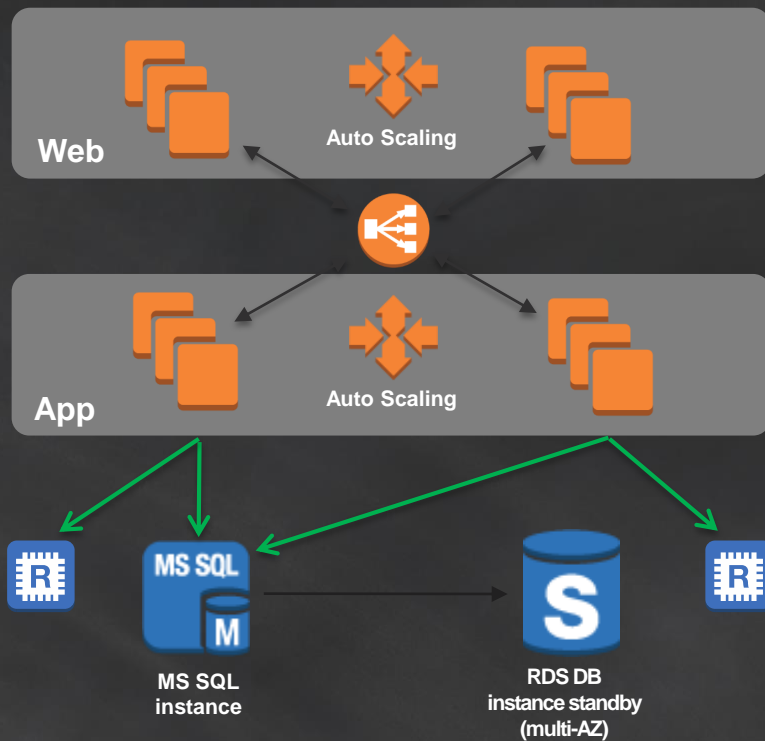 Auto Scaling
Web
Auto Scaling
App
R
MS SQL
M
S
R
MS SQL
instance
RDS DB
instance standby
(multi-AZ)